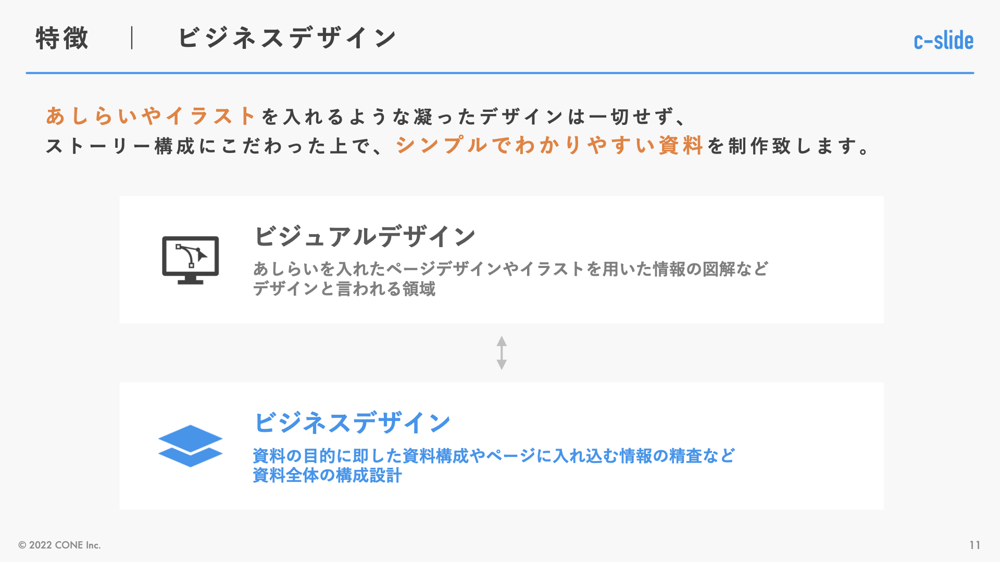 特徴 ｜ ビジネスデザイン
c-slide
あしらいやイラストを入れるような凝ったデザインは一切せず、
ストーリー構成にこだわった上で、シンプルでわかりやすい資料を制作致します。
ビジュアルデザイン
あしらいを入れたページデザインやイラストを用いた情報の図解など
デザインと言われる領域
ビジネスデザイン
資料の目的に即した資料構成やページに入れ込む情報の精査など
資料全体の構成設計
© 2022 CONE Inc.
11